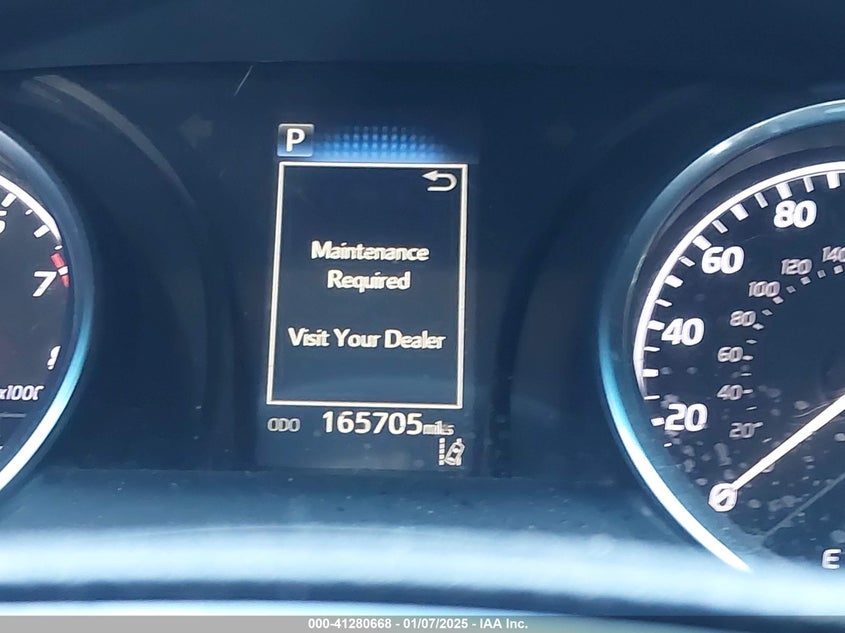 P
Maintenance
Required
Visit Your Dealer
ODO 165705 miles
7
80
60
40
20
0
140
120
100
80
60
40
20
E
000-41280668 - 01/07/2025 - IAA Inc.